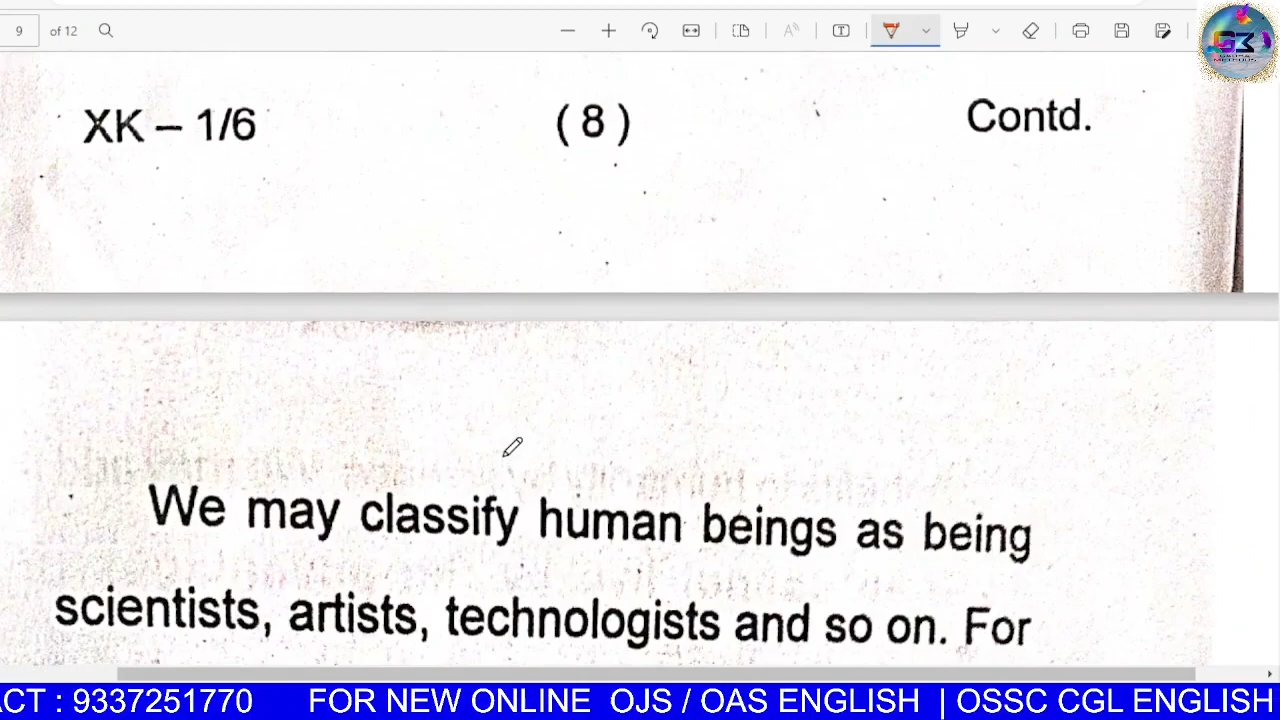 9 of 12
XK – 1/6 ( 8 ) Contd.
We may classify human beings as being
scientists, artists, technologists and so on. For
ACT : 9337251770 FOR NEW ONLINE OJS / OAS ENGLISH | OSSC CGL ENGLISH